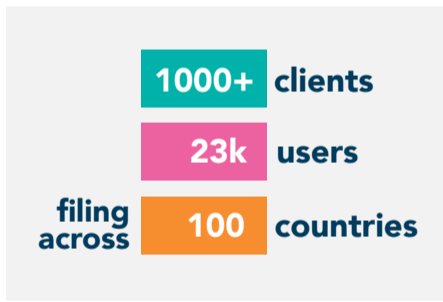 1000+ clients
23k users
filing
across 100 countries